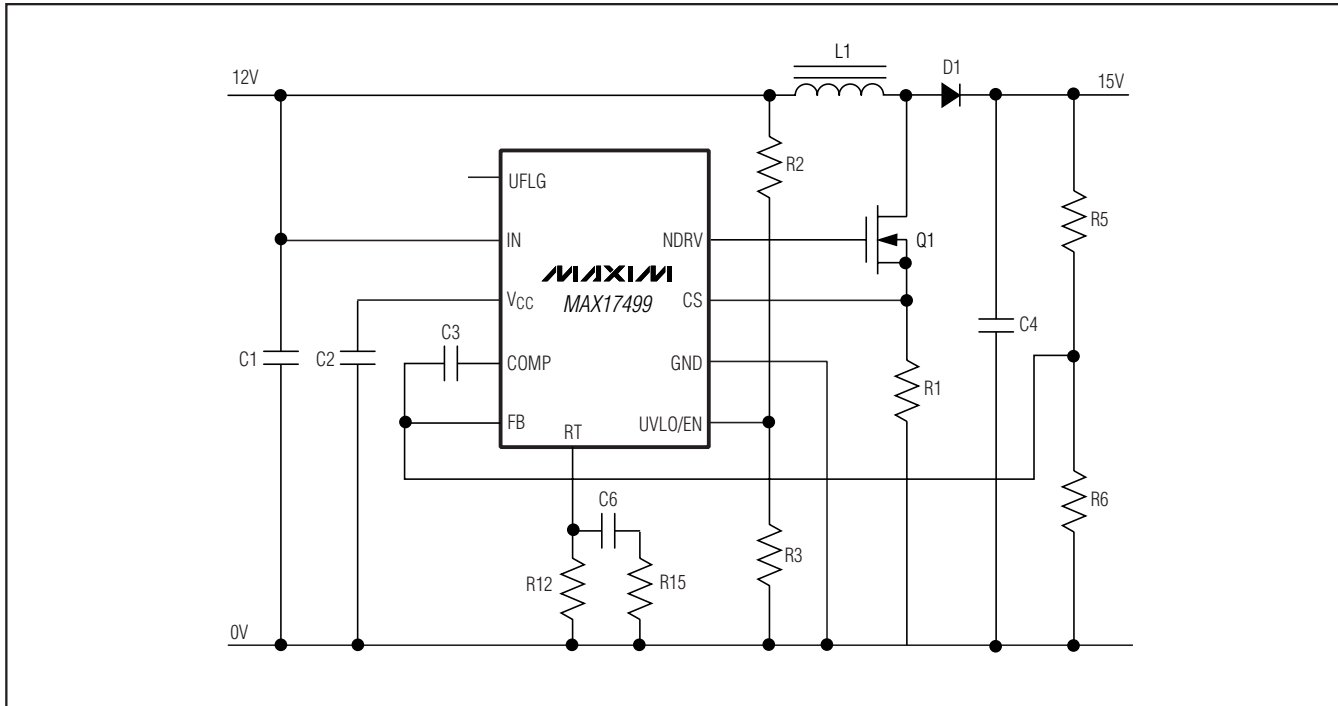 L1
12V
D1
15V
UFLG
R2
R5
IN
NDRV
Q1
MAXIM
MAX17499
VCC
CS
C3
C1
C2
C4
COMP
GND
R1
FB
UVLO/EN
RT
C6
R6
R3
R12
R15
0V